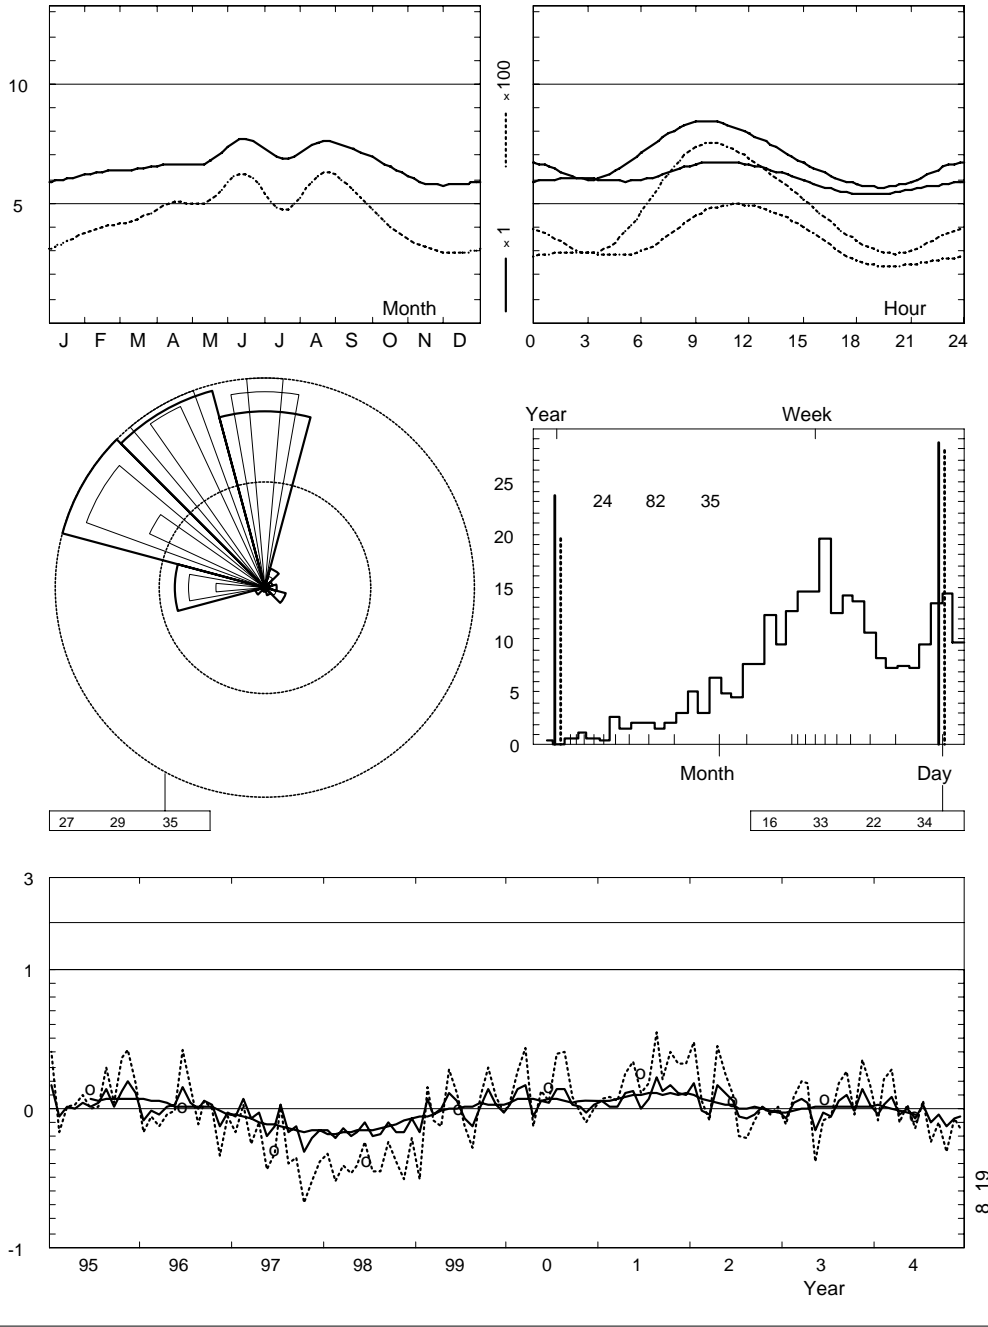 10
5
x 1 x 100
Month
J F M A M J J A S O N D
Hour
0 3 6 9 12 15 18 21 24
Year Week
25
20
15
10
5
0
24 82 35
Month Day
27 29 35
16 33 22 34
3
1
0
-1
o o o o o o o o o o
95 96 97 98 99 0 1 2 3 4
Year
8 19